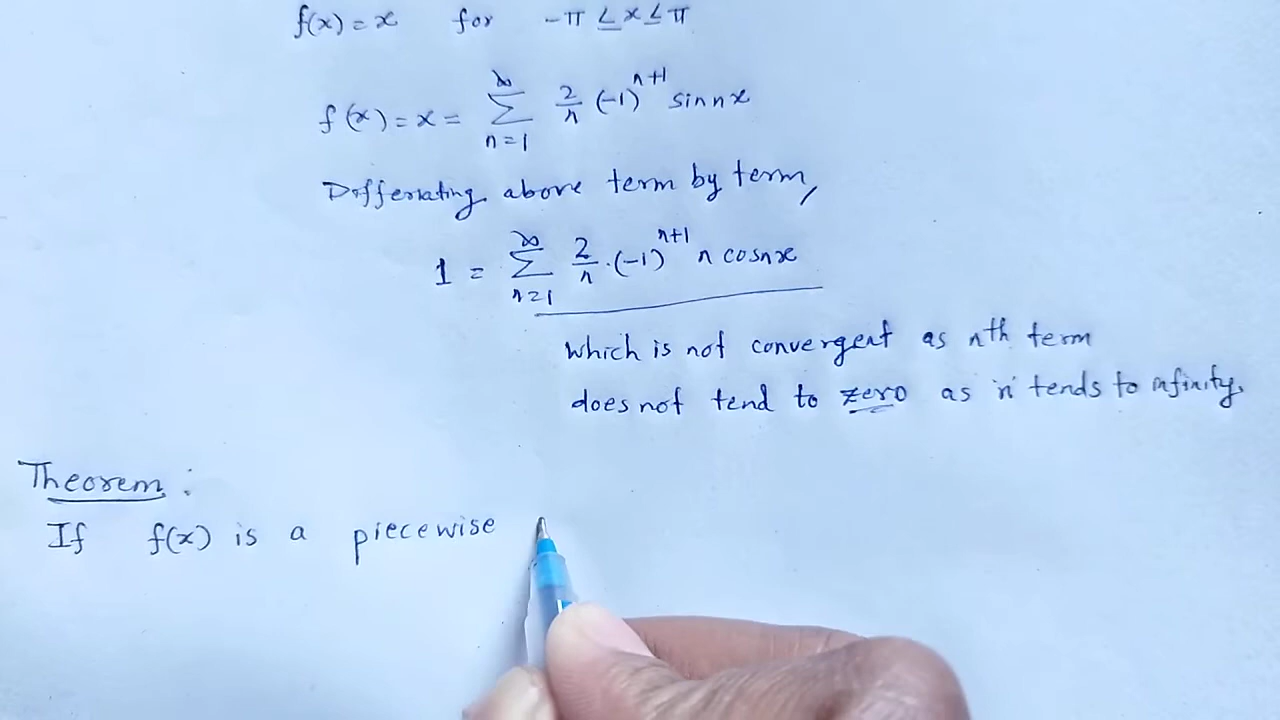 f(x) = x for -π ≤ x ≤ π
f(x) = x = ∞ Σ n=1 2/n (-1)^n+1 sin nx
Differiating above term by term,
1 = ∞ Σ n=1 2/n · (-1)^n+1 n cos nx
which is not convergent as nth term
does not tend to zero as 'n' tends to infinity.
Theorem :
If f(x) is a piecewise